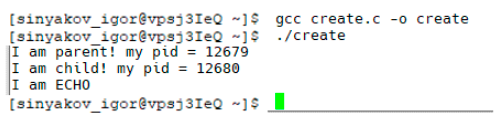 [sinyakov_igor@vpsj3IeQ ~]$ gcc create.c -o create
[sinyakov_igor@vpsj3IeQ ~]$ ./create
I am parent! my pid = 12679
I am child! my pid = 12680
I am ECHO
[sinyakov_igor@vpsj3IeQ ~]$